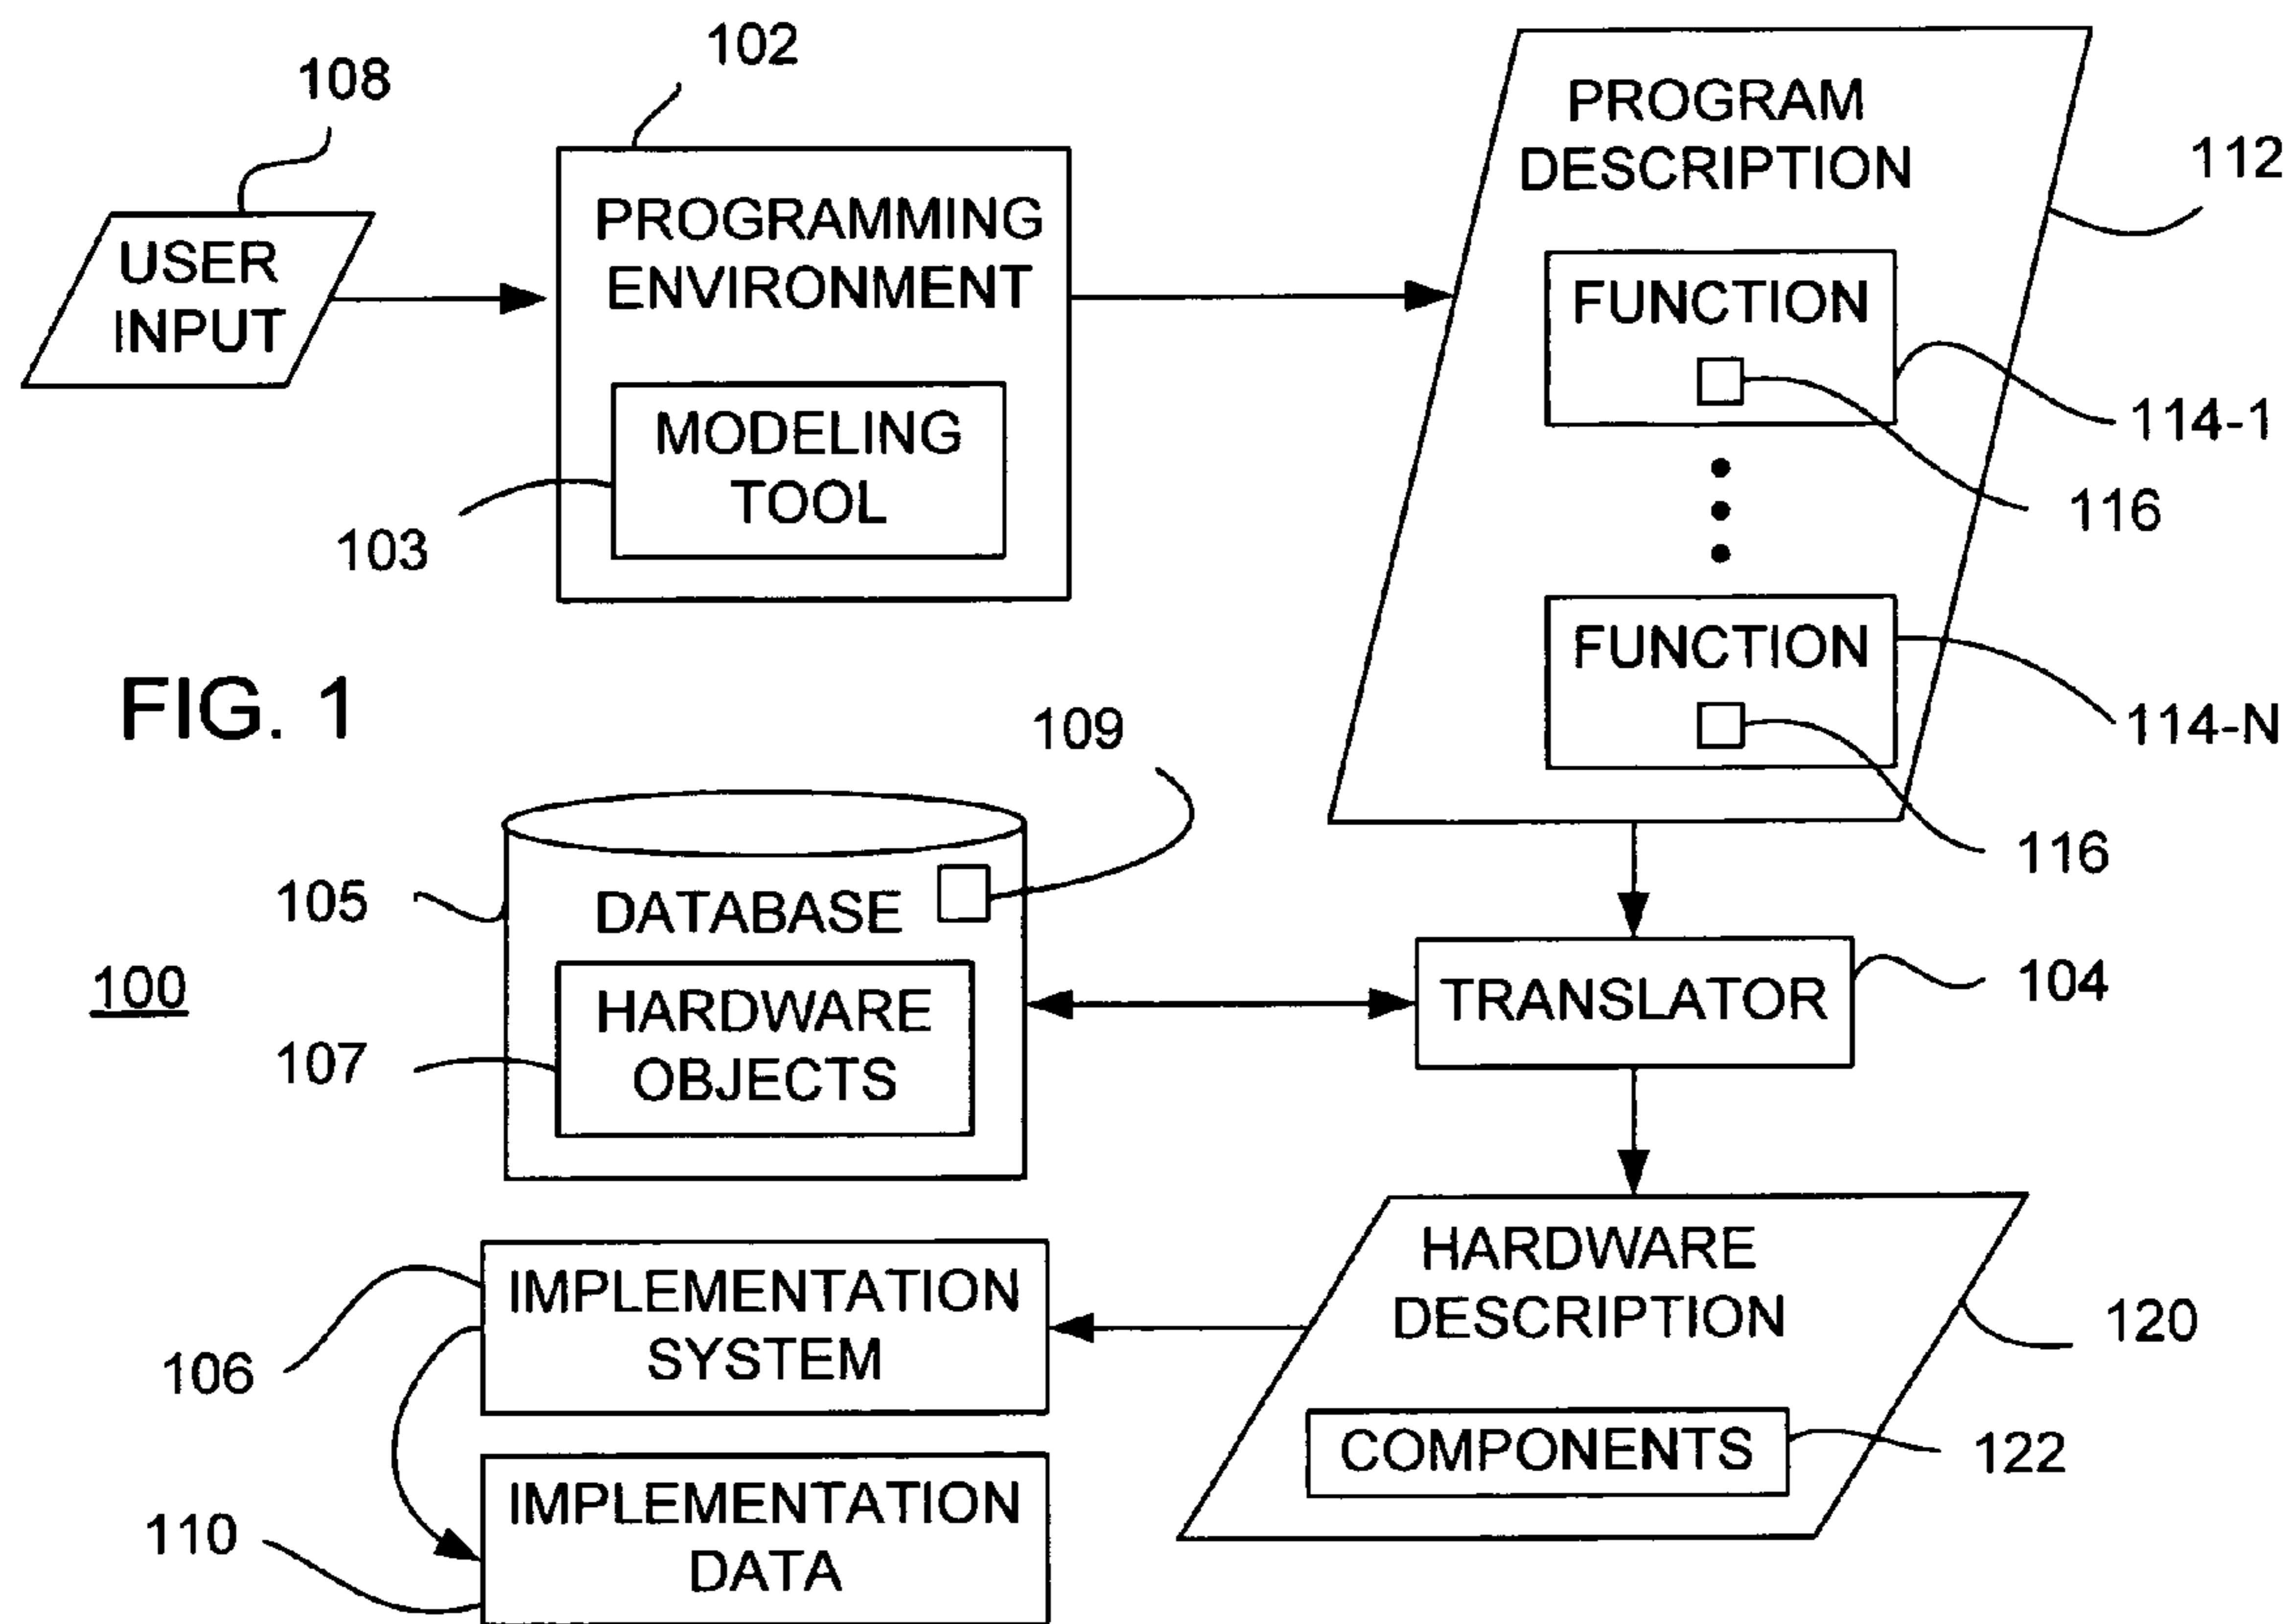 102
108
PROGRAM
DESCRIPTION
112
USER
INPUT
PROGRAMMING
ENVIRONMENT
FUNCTION
MODELING
TOOL
114-1
116
103
FUNCTION
FIG. 1
114-N
109
116
105
DATABASE
100
TRANSLATOR
104
HARDWARE
OBJECTS
107
HARDWARE
DESCRIPTION
120
IMPLEMENTATION
SYSTEM
106
COMPONENTS
122
IMPLEMENTATION
DATA
110